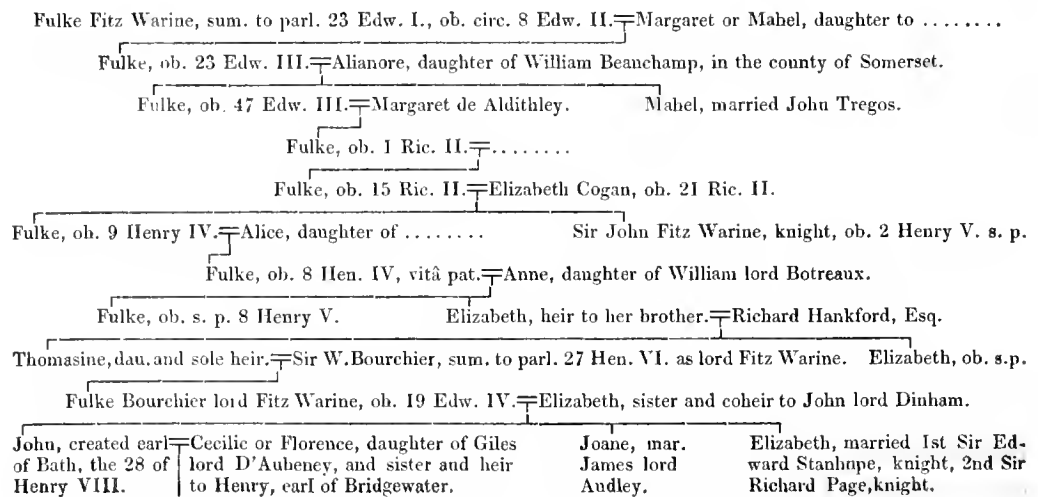 Fulke Fitz Warine, sum. to parl. 23 Edw. I., ob. circ. 8 Edw. II.=Margaret or Mabel, daughter to ........
Fulke, ob. 23 Edw. III.=Alianore, daughter of William Beauchamp, in the county of Somerset.
Fulke, ob. 47 Edw. III.=Margaret de Aldithley. Mabel, married John Tregos.
Fulke, ob. 1 Ric. II.=........
Fulke, ob. 15 Ric. II.=Elizabeth Cogan, ob. 21 Ric. II.
Fulke, ob. 9 Henry IV.=Alice, daughter of ........ Sir John Fitz Warine, knight, ob. 2 Henry V. s. p.
Fulke, ob. 8 Hen. IV, vitâ pat.=Anne, daughter of William lord Botreaux.
Fulke, ob. s. p. 8 Henry V. Elizabeth, heir to her brother.=Richard Hankford, Esq.
Thomasine, dau. and sole heir.=Sir W. Bourchier, sum. to parl. 27 Hen. VI. as lord Fitz Warine. Elizabeth, ob. s.p.
Fulke Bourchier lord Fitz Warine, ob. 19 Edw. IV.=Elizabeth, sister and coheir to John lord Dinham.
John, created earl=Cecilie or Florence, daughter of Giles Joane, mar. Elizabeth, married 1st Sir Ed-
of Bath, the 28 of lord D'Aubeney, and sister and heir James lord ward Stanhupe, knight, 2nd Sir
Henry VIII. to Henry, earl of Bridgewater. Audley. Richard Page, knight.